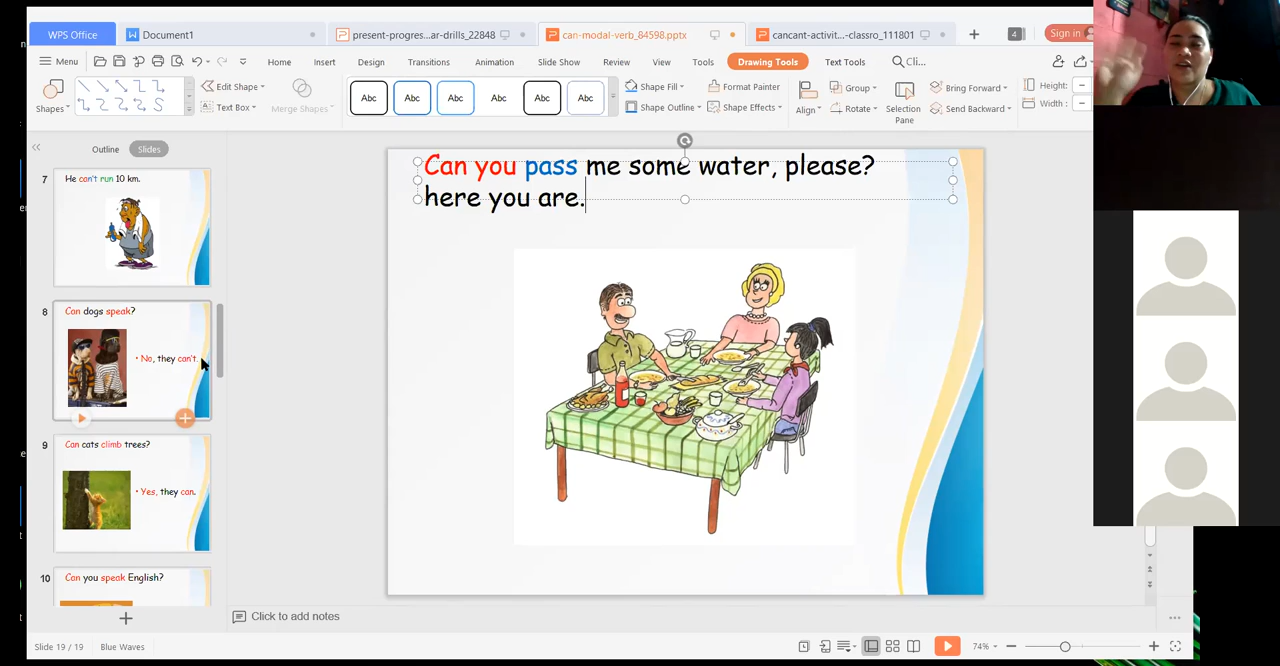 WPS Office
Document1
present-progres...ar-drills_22848
can-modal-verb_84598.pptx
cancant-activit...-classro_111801
4
Sign in
Menu
Home
Insert
Design
Transitions
Animation
Slide Show
Review
View
Tools
Drawing Tools
Text Tools
Cli...
Shapes
Edit Shape
Text Box
Merge Shapes
Abc
Abc
Abc
Abc
Abc
Abc
Shape Fill
Shape Outline
Format Painter
Shape Effects
Align
Group
Rotate
Selection
Pane
Bring Forward
Send Backward
Height:
Width :
Outline
Slides
7
He can't run 10 km.
8
Can dogs speak?
• No, they can't.
9
Can cats climb trees?
• Yes, they can.
10
Can you speak English?
Can you pass me some water, please?
here you are.
Click to add notes
Slide 19 / 19
Blue Waves
74%